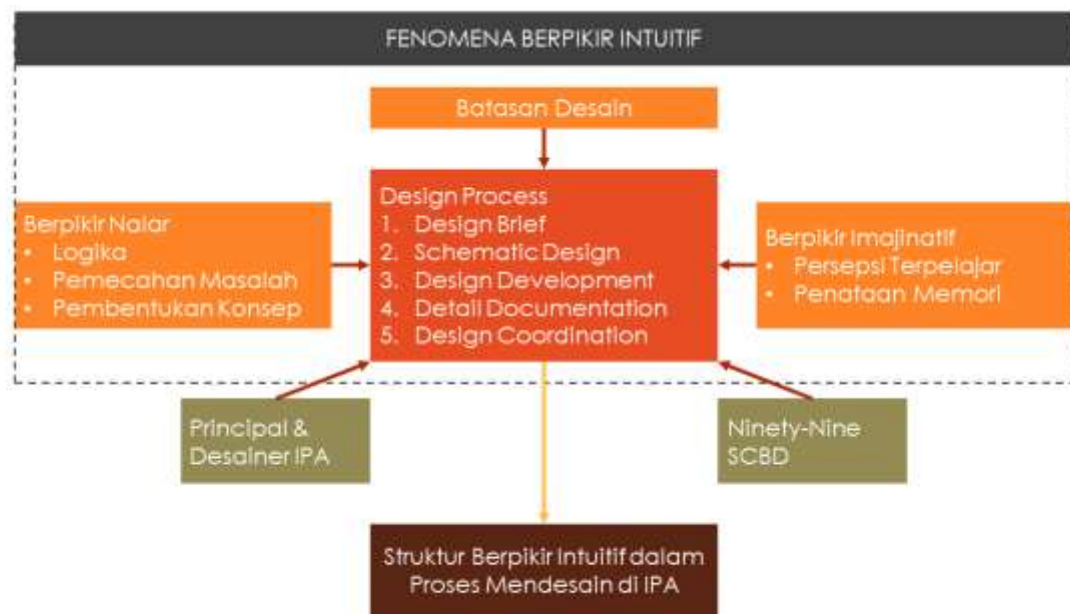 FENOMENA BERPIKIR INTUITIF
Batasan Desain
Berpikir Nalar
• Logika
• Pemecahan Masalah
• Pembentukan Konsep
Design Process
1. Design Brief
2. Schematic Design
3. Design Development
4. Detail Documentation
5. Design Coordination
Berpikir Imajinatif
• Persepsi Terpelajar
• Penataan Memori
Principal &
Desainer IPA
Ninety-Nine
SCBD
Struktur Berpikir Intuitif dalam
Proses Mendesain di IPA